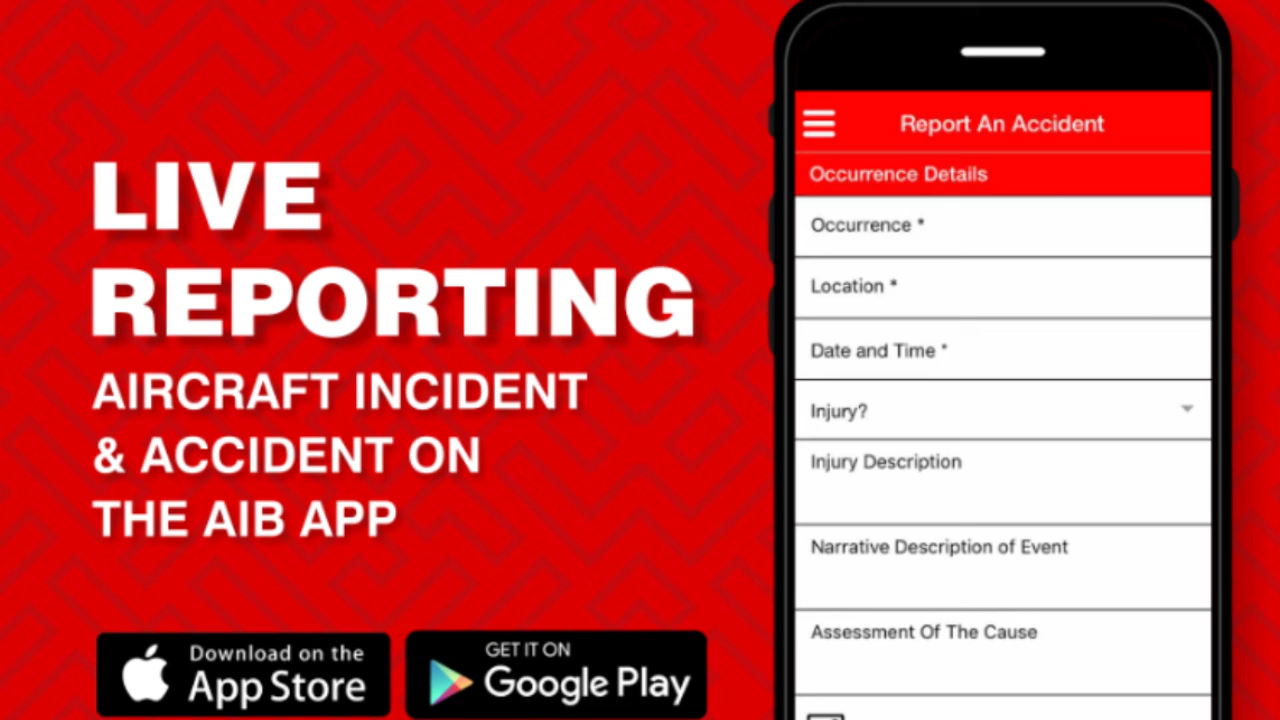 LIVE
REPORTING
AIRCRAFT INCIDENT
& ACCIDENT ON
THE AIB APP
Download on the
App Store
GET IT ON
Google Play
Report An Accident
Occurrence Details
Occurrence *
Location *
Date and Time *
Injury?
Injury Description
Narrative Description of Event
Assessment Of The Cause